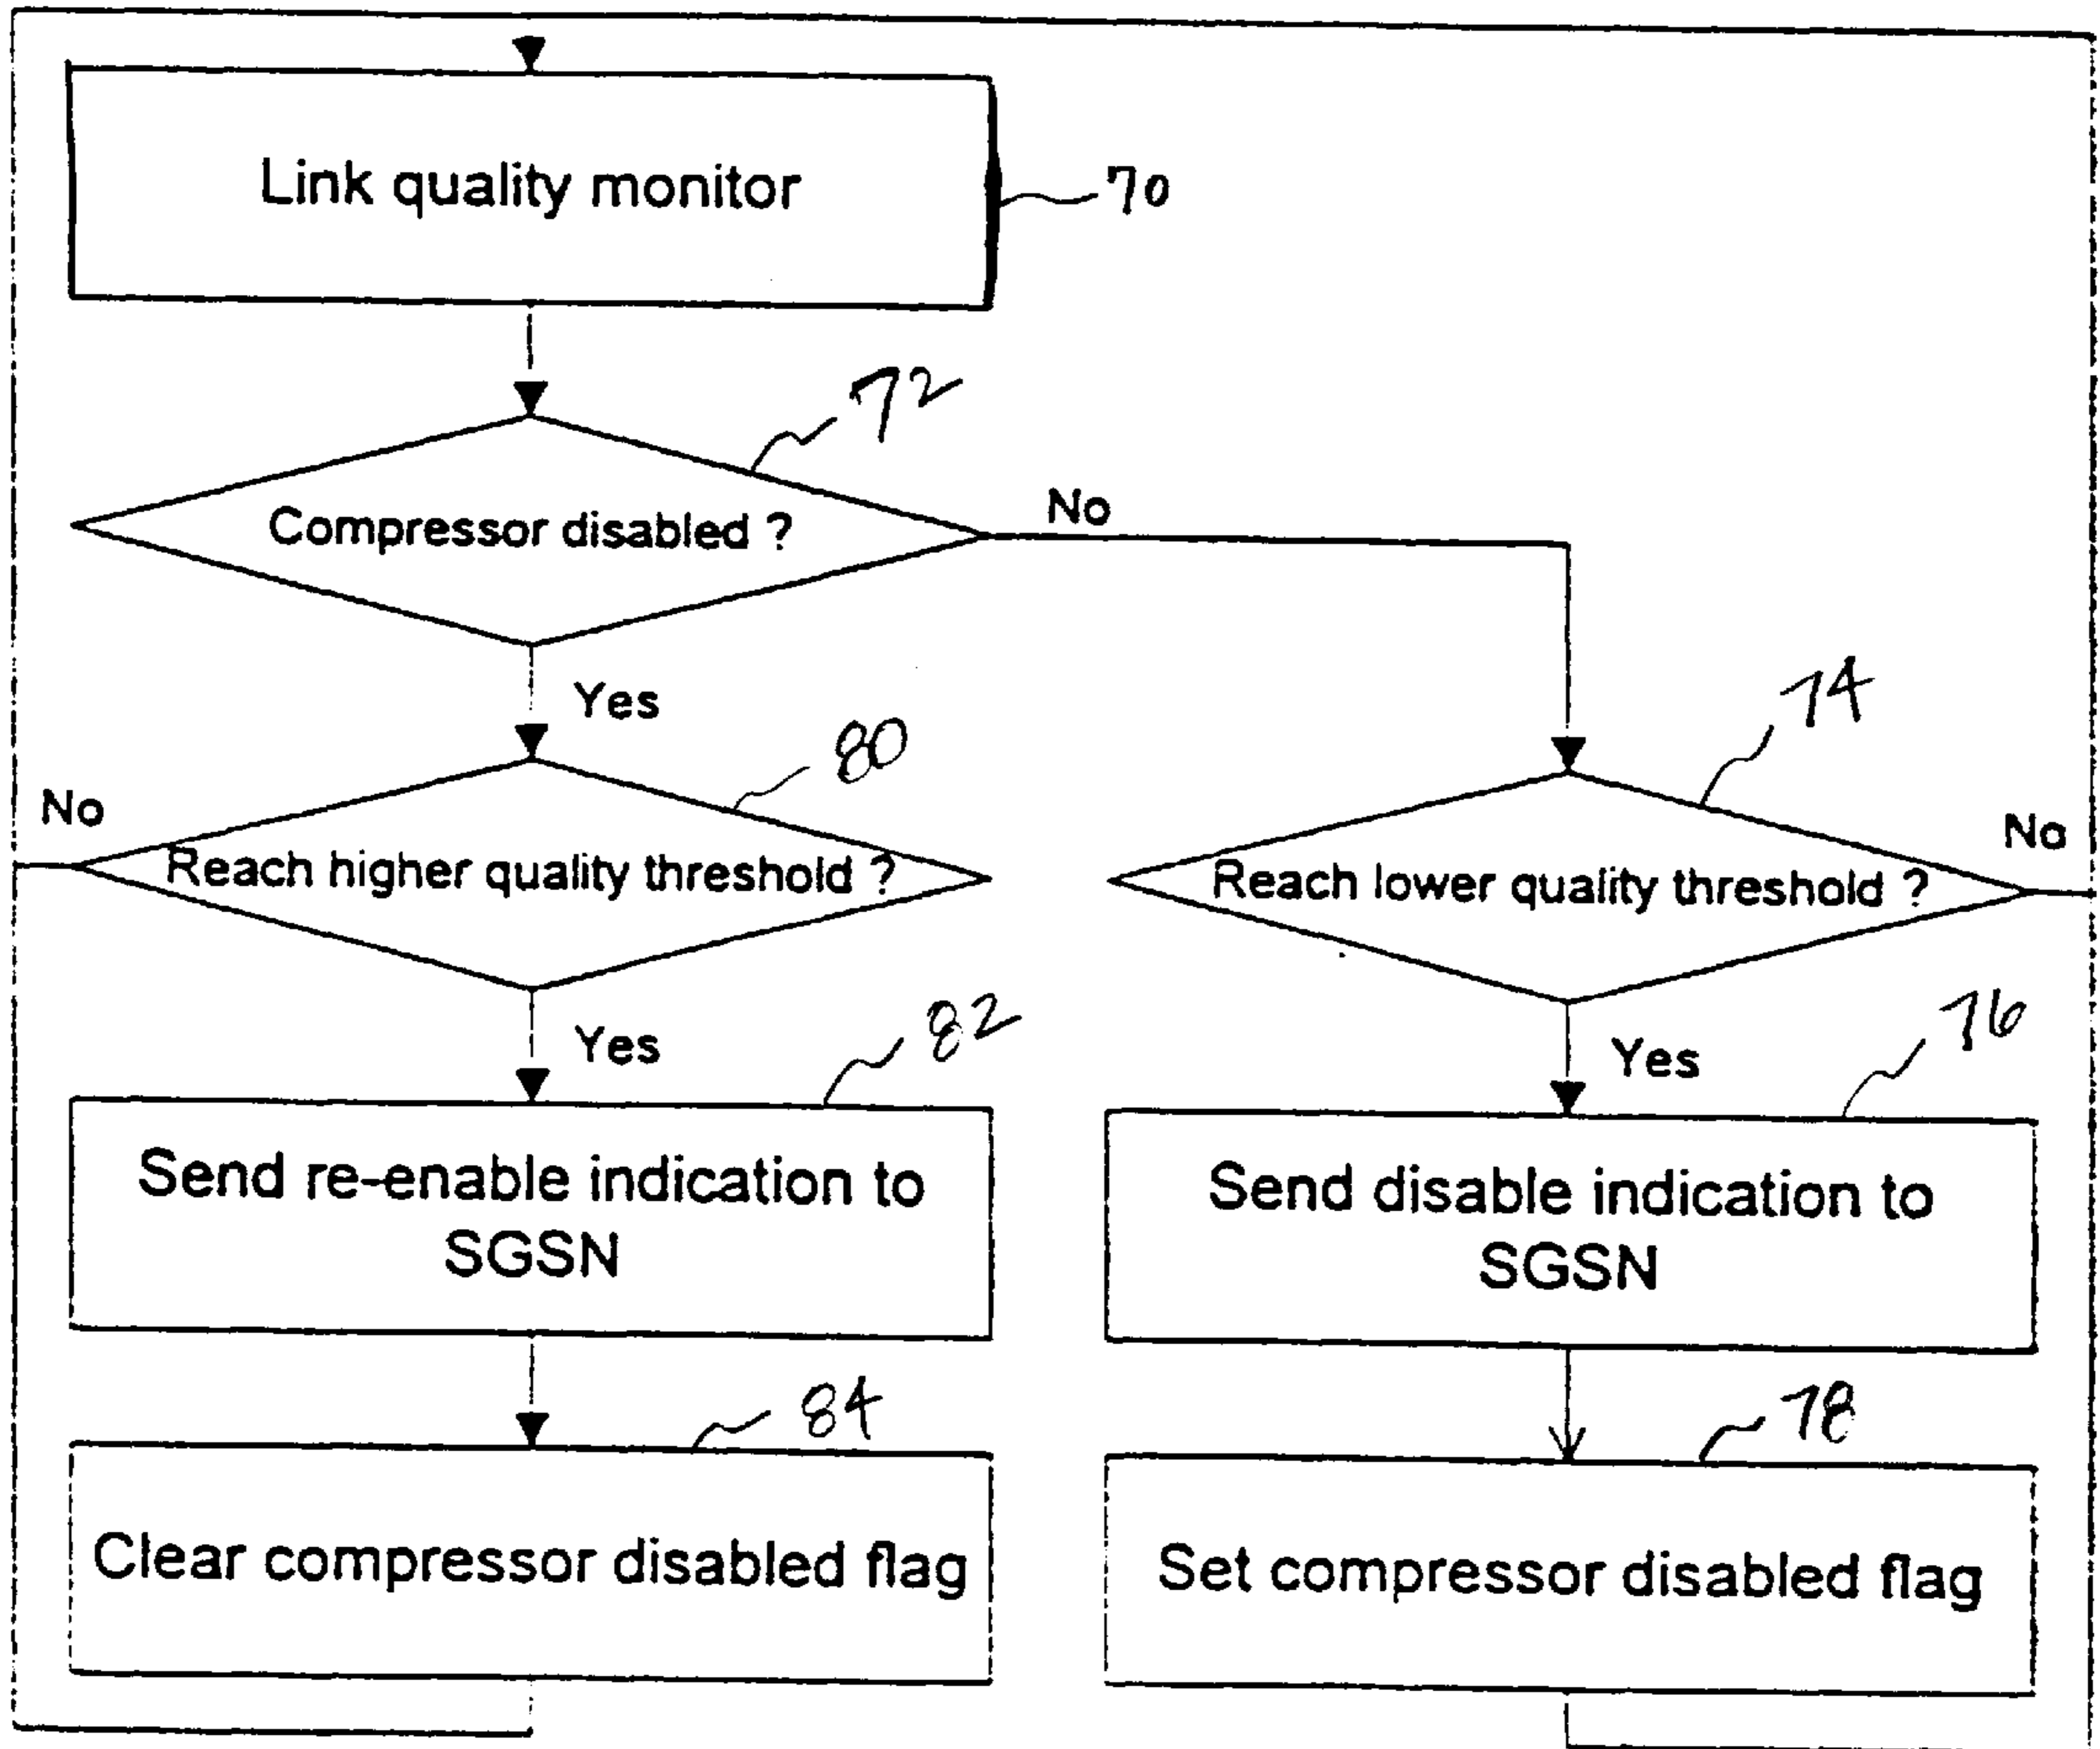 Link quality monitor
70
72
Compressor disabled ?
No
Yes
80
74
No
Reach higher quality threshold ?
No
Reach lower quality threshold ?
Yes
82
Yes
76
Send re-enable indication to
SGSN
Send disable indication to
SGSN
84
78
Clear compressor disabled flag
Set compressor disabled flag